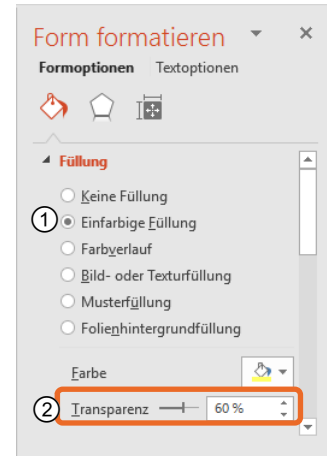 Form formatieren
Formoptionen Textoptionen
Füllung
Keine Füllung
1 Einfarbige Füllung
Farbverlauf
Bild- oder Texturfüllung
Musterfüllung
Folienhintergrundfüllung
Farbe
2 Transparenz 60 %